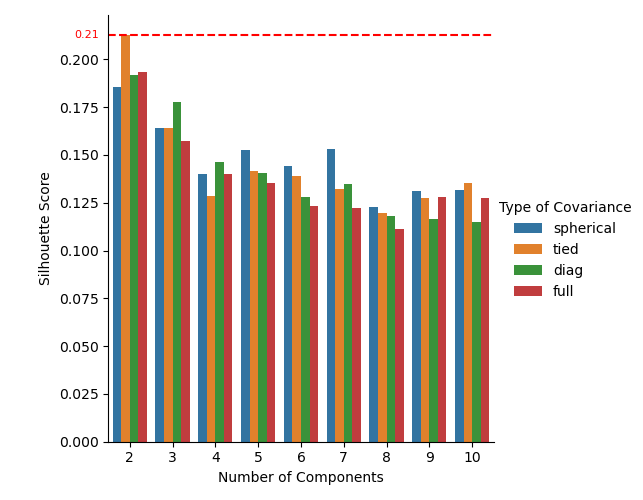 0.21
0.200
0.175
0.150
0.125
0.100
0.075
0.050
0.025
0.000
Silhouette Score
2 3 4 5 6 7 8 9 10
Number of Components
Type of Covariance
spherical
tied
diag
full